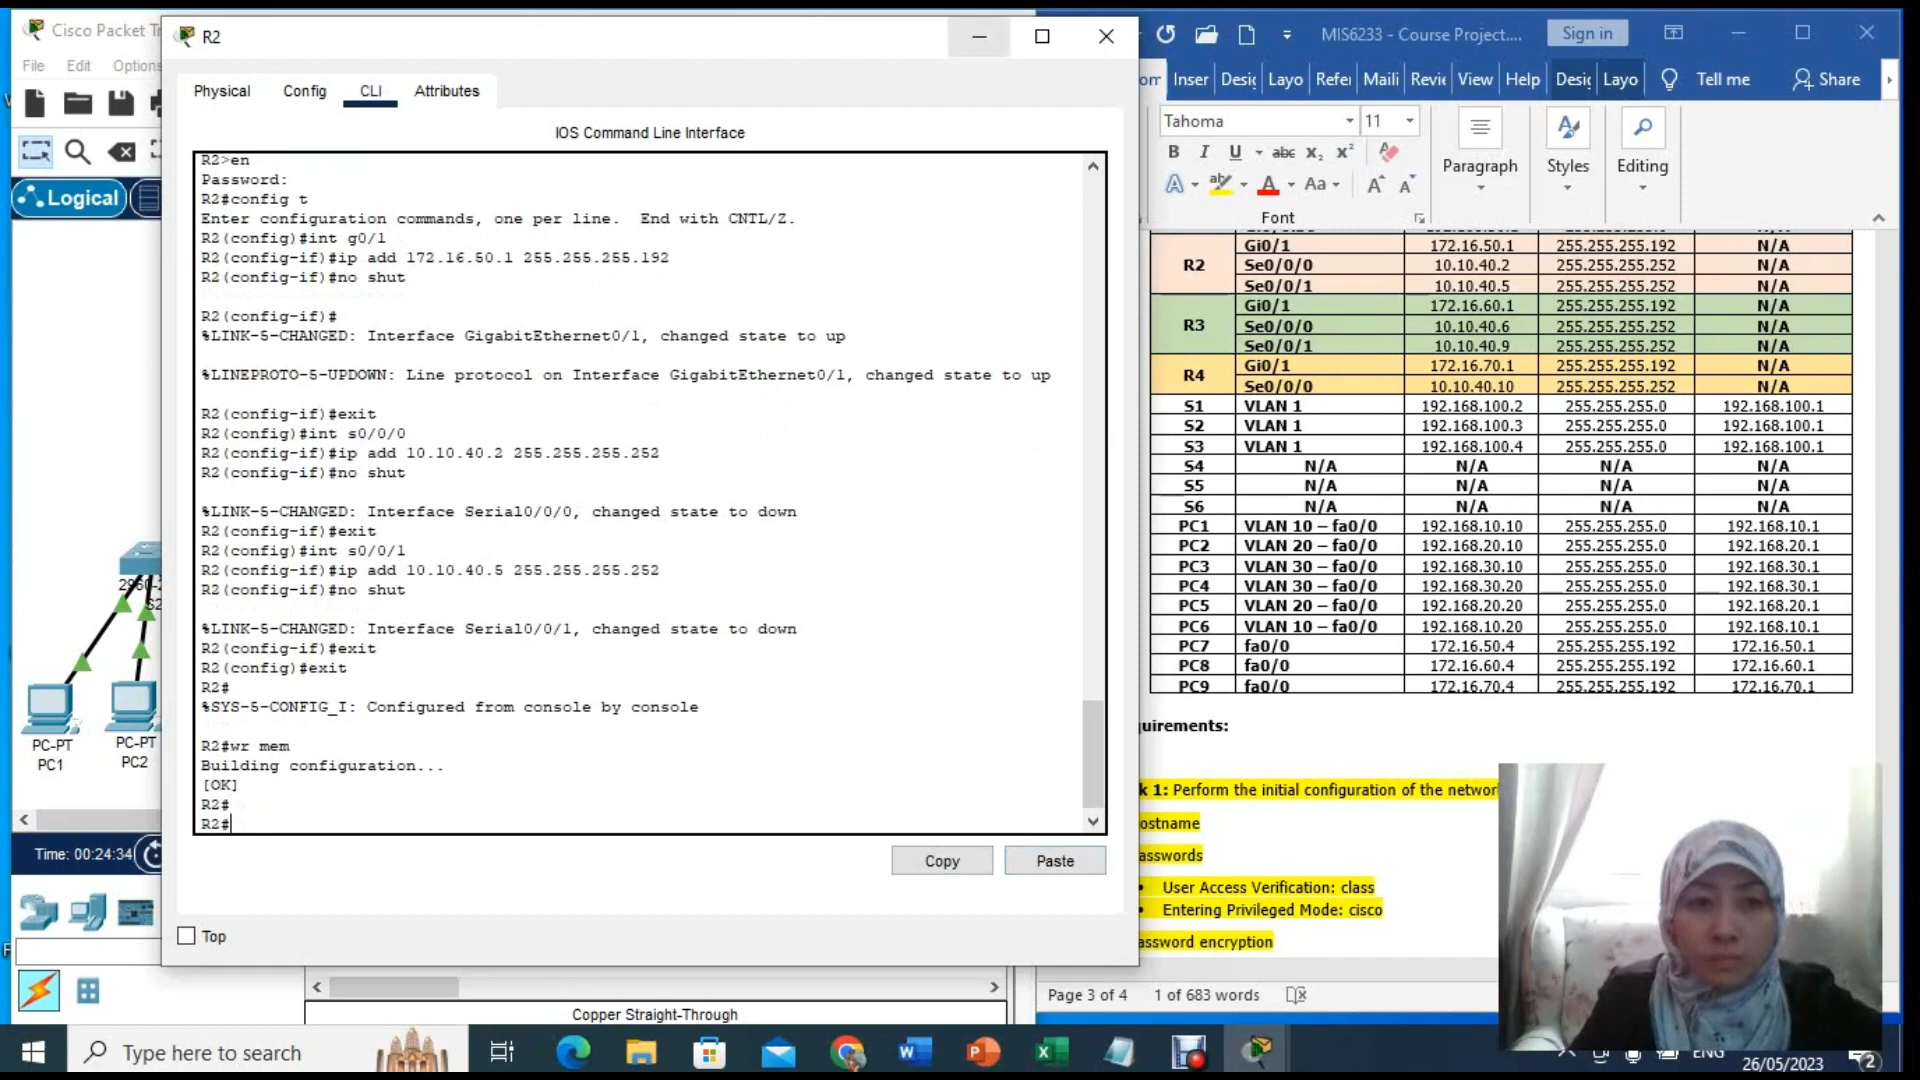 Cisco Packet Tr
File Edit Options
Logical
2960-2
S2
PC-PT
PC1
PC-PT
PC2
Time: 00:24:34
R2
Physical Config CLI Attributes
IOS Command Line Interface
R2>en
Password:
R2#config t
Enter configuration commands, one per line. End with CNTL/Z.
R2(config)#int g0/1
R2(config-if)#ip add 172.16.50.1 255.255.255.192
R2(config-if)#no shut
R2(config-if)#
%LINK-5-CHANGED: Interface GigabitEthernet0/1, changed state to up
%LINEPROTO-5-UPDOWN: Line protocol on Interface GigabitEthernet0/1, changed state to up
R2(config-if)#exit
R2(config)#int s0/0/0
R2(config-if)#ip add 10.10.40.2 255.255.255.252
R2(config-if)#no shut
%LINK-5-CHANGED: Interface Serial0/0/0, changed state to down
R2(config-if)#exit
R2(config)#int s0/0/1
R2(config-if)#ip add 10.10.40.5 255.255.255.252
R2(config-if)#no shut
%LINK-5-CHANGED: Interface Serial0/0/1, changed state to down
R2(config-if)#exit
R2(config)#exit
R2#
%SYS-5-CONFIG_I: Configured from console by console
R2#wr mem
Building configuration...
[OK]
R2#
R2#
Copy Paste
Top
Copper Straight-Through
MIS6233 - Course Project.... Sign in
om Inser Desig Layo Refer Maili Revie View Help Desig Layo Tell me Share
Tahoma 11
B I U abc X₂ X² 
A ab A Aa A A
Font
Paragraph Styles Editing
R2 Gi0/1 172.16.50.1 255.255.255.192 N/A
Se0/0/0 10.10.40.2 255.255.255.252 N/A
Se0/0/1 10.10.40.5 255.255.255.252 N/A
R3 Gi0/1 172.16.60.1 255.255.255.192 N/A
Se0/0/0 10.10.40.6 255.255.255.252 N/A
Se0/0/1 10.10.40.9 255.255.255.252 N/A
R4 Gi0/1 172.16.70.1 255.255.255.192 N/A
Se0/0/0 10.10.40.10 255.255.255.252 N/A
S1 VLAN 1 192.168.100.2 255.255.255.0 192.168.100.1
S2 VLAN 1 192.168.100.3 255.255.255.0 192.168.100.1
S3 VLAN 1 192.168.100.4 255.255.255.0 192.168.100.1
S4 N/A N/A N/A N/A
S5 N/A N/A N/A N/A
S6 N/A N/A N/A N/A
PC1 VLAN 10 – fa0/0 192.168.10.10 255.255.255.0 192.168.10.1
PC2 VLAN 20 – fa0/0 192.168.20.10 255.255.255.0 192.168.20.1
PC3 VLAN 30 – fa0/0 192.168.30.10 255.255.255.0 192.168.30.1
PC4 VLAN 30 – fa0/0 192.168.30.20 255.255.255.0 192.168.30.1
PC5 VLAN 20 – fa0/0 192.168.20.20 255.255.255.0 192.168.20.1
PC6 VLAN 10 – fa0/0 192.168.10.20 255.255.255.0 192.168.10.1
PC7 fa0/0 172.16.50.4 255.255.255.192 172.16.50.1
PC8 fa0/0 172.16.60.4 255.255.255.192 172.16.60.1
PC9 fa0/0 172.16.70.4 255.255.255.192 172.16.70.1
uirements:
k 1: Perform the initial configuration of the networ
ostname
asswords
• User Access Verification: class
• Entering Privileged Mode: cisco
assword encryption
Page 3 of 4 1 of 683 words
Type here to search
ENG
26/05/2023
2